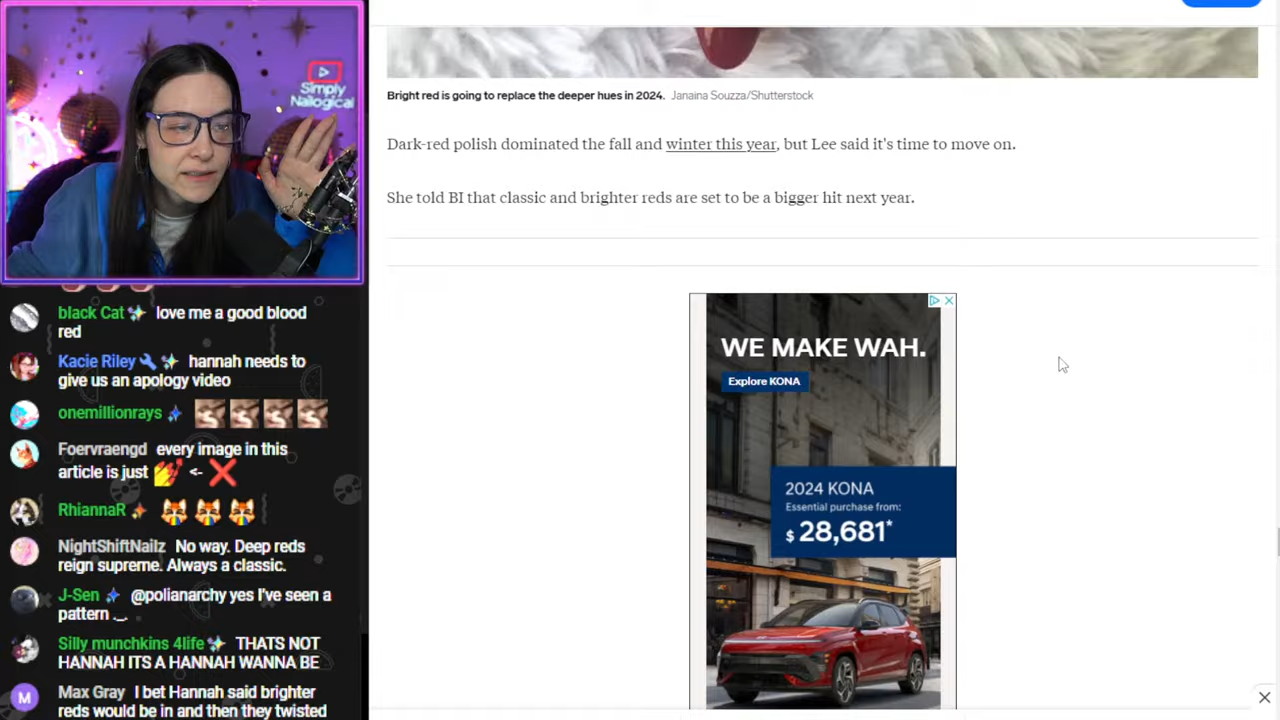 Simply
Nailogical
black Cat love me a good blood
red
Kacie Riley hannah needs to
give us an apology video
onemillionrays
Foervraengd every image in this
article is just <-
RhiannaR
NightShiftNailz No way. Deep reds
reign supreme. Always a classic.
J-Sen @polianarchy yes I've seen a
pattern ._.
Silly munchkins 4life THATS NOT
HANNAH ITS A HANNAH WANNA BE
M
Max Gray I bet Hannah said brighter
reds would be in and then they twisted
Bright red is going to replace the deeper hues in 2024. Janaina Souzza/Shutterstock
Dark-red polish dominated the fall and winter this year, but Lee said it's time to move on.
She told BI that classic and brighter reds are set to be a bigger hit next year.
WE MAKE WAH.
Explore KONA
2024 KONA
Essential purchase from:
$ 28,681*